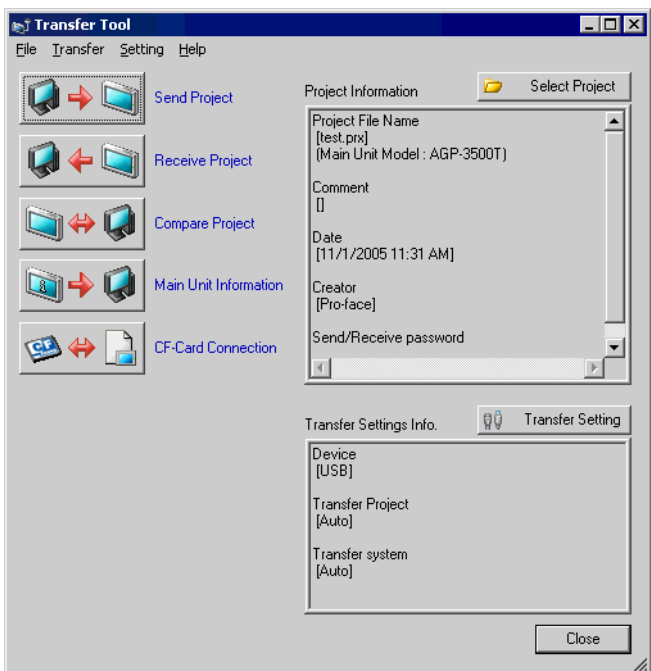 Transfer Tool
File Transfer Setting Help
Send Project
Receive Project
Compare Project
Main Unit Information
CF
CF-Card Connection
Project Information
Select Project
Project File Name
[test.prx]
(Main Unit Model : AGP-3500T)
Comment
[]
Date
[11/1/2005 11:31 AM]
Creator
[Pro-face]
Send/Receive password
Transfer Settings Info.
Transfer Setting
Device
[USB]
Transfer Project
[Auto]
Transfer system
[Auto]
Close